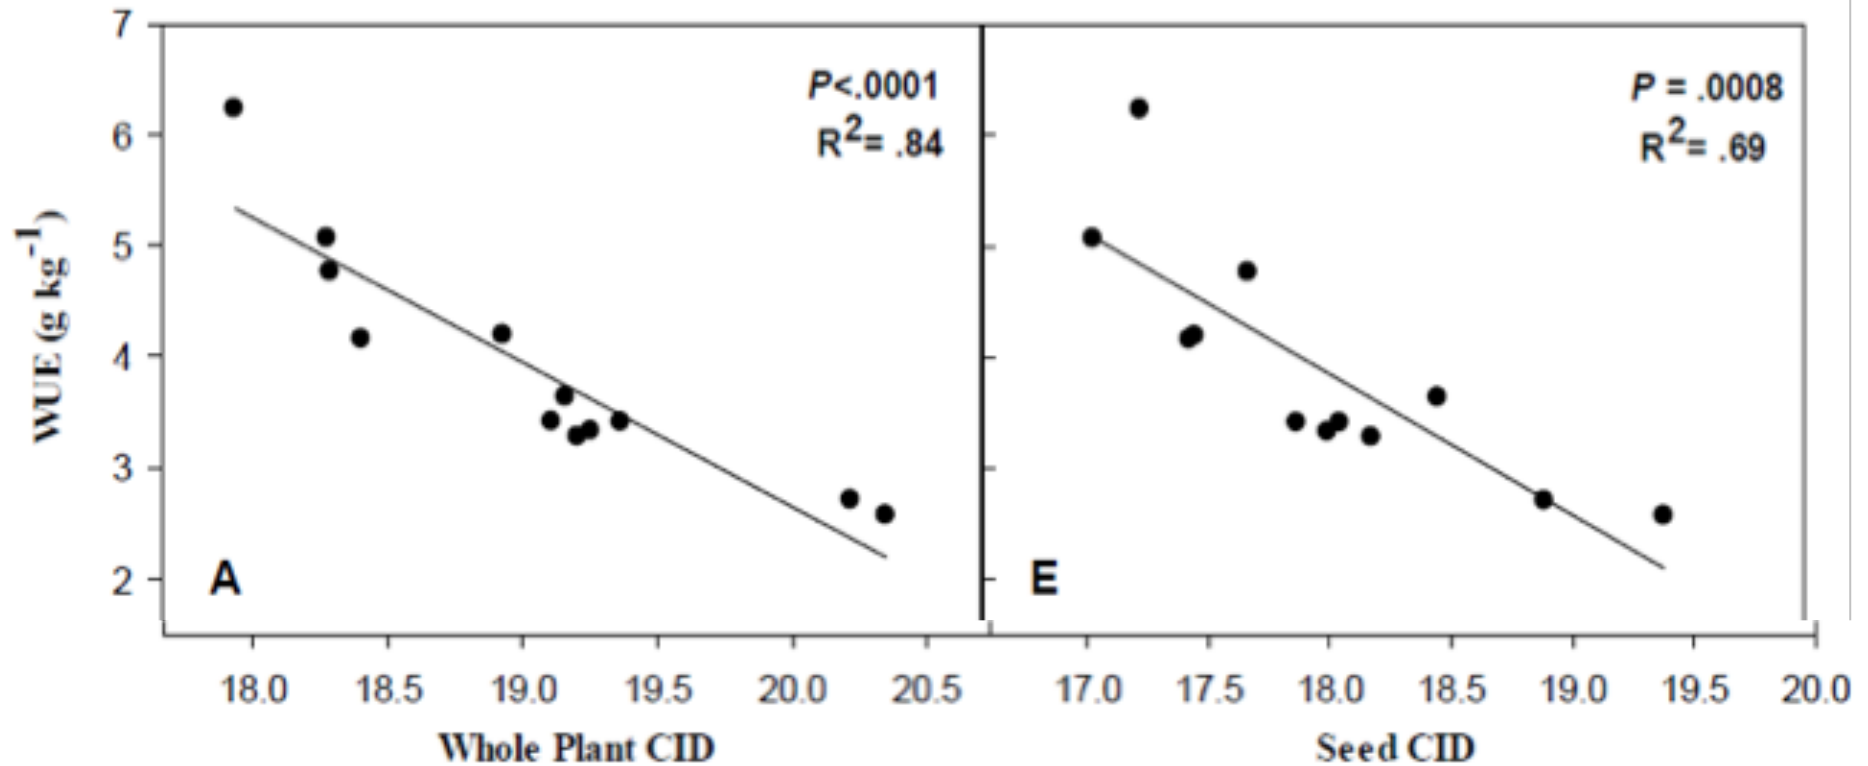 7
6
5
4
3
2
WUE (g kg⁻¹)
P<.0001
R²= .84
A
18.0 18.5 19.0 19.5 20.0 20.5
Whole Plant CID
P = .0008
R²= .69
E
17.0 17.5 18.0 18.5 19.0 19.5 20.0
Seed CID